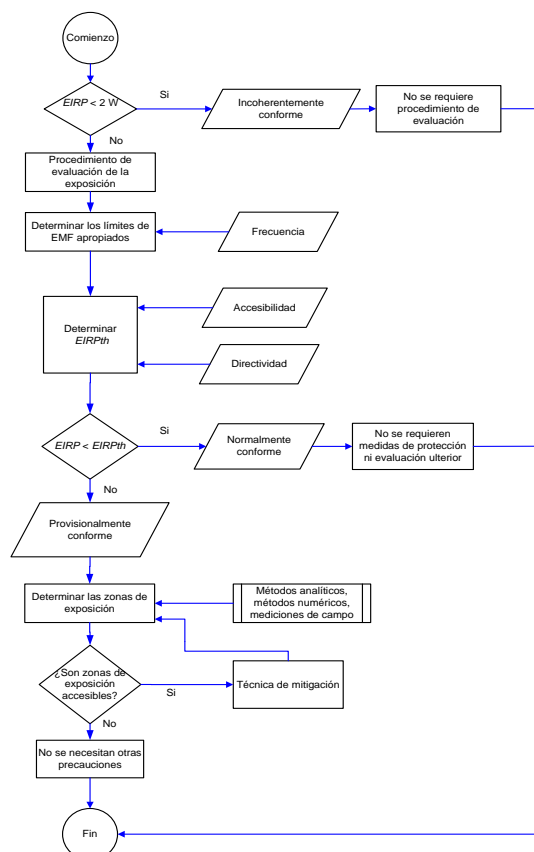 Comienzo
EIRP < 2 W
Si
Incoherentemente
conforme
No se requiere
procedimiento de
evaluación
No
Procedimiento de
evaluación de la
exposición
Determinar los límites de
EMF apropiados
Frecuencia
Determinar
EIRPth
Accesibilidad
Directividad
EIRP < EIRPth
Si
Normalmente
conforme
No se requieren
medidas de protección
ni evaluación ulterior
No
Provisionalmente
conforme
Determinar las zonas de
exposición
Métodos analíticos,
métodos numéricos,
mediciones de campo
¿Son zonas de
exposición
accesibles?
Si
Técnica de mitigación
No
No se necesitan otras
precauciones
Fin